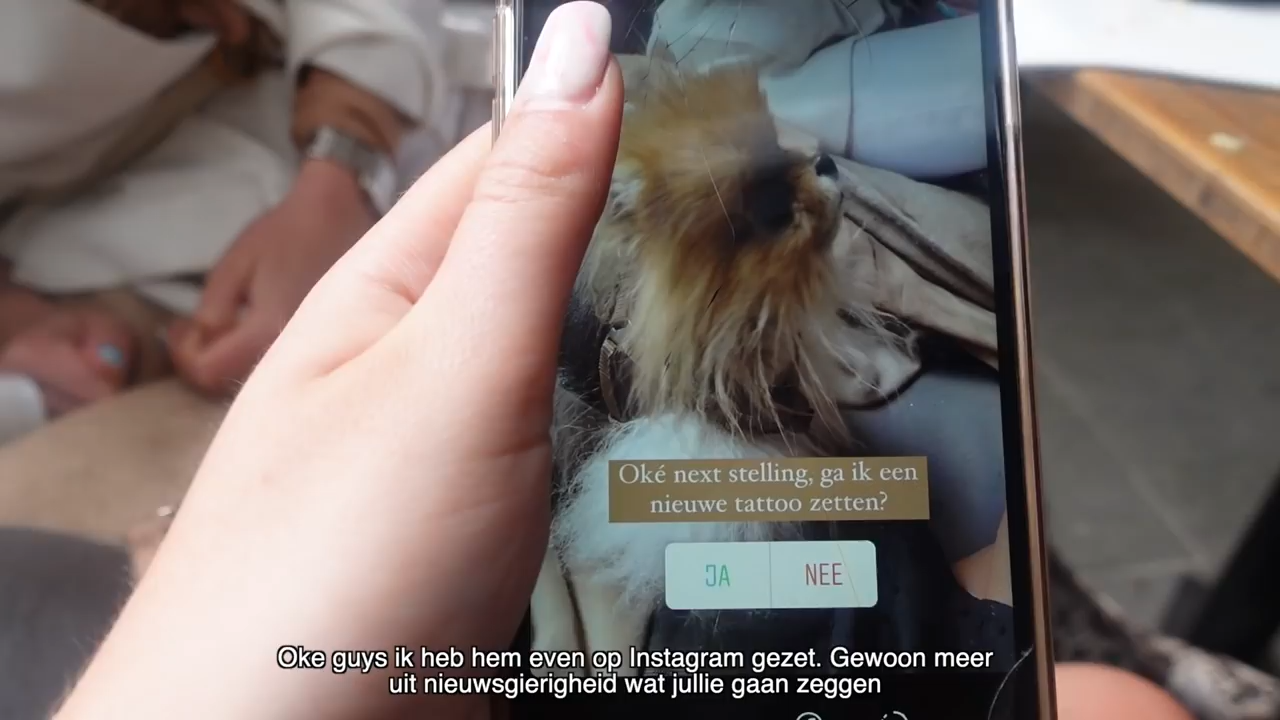 Oké next stelling, ga ik een
nieuwe tattoo zetten?
JA NEE
Oke guys ik heb hem even op Instagram gezet. Gewoon meer
uit nieuwsgierigheid wat jullie gaan zeggen